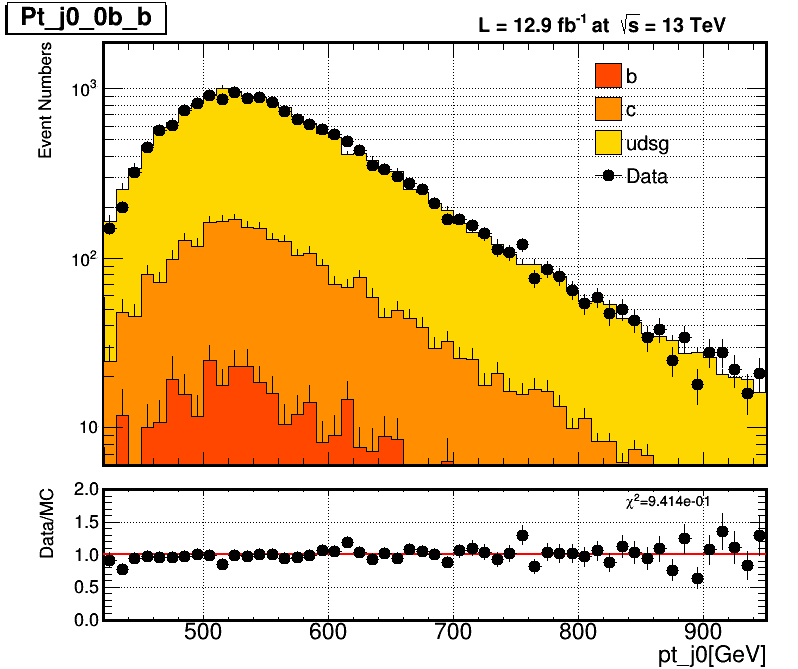 Pt_j0_0b_b
L = 12.9 fb⁻¹ at √s = 13 TeV
Event Numbers
10³
10²
10
b
c
udsg
Data
Data/MC
χ²=9.414e-01
2.0
1.5
1.0
0.5
0.0
500 600 700 800 900
pt_j0[GeV]